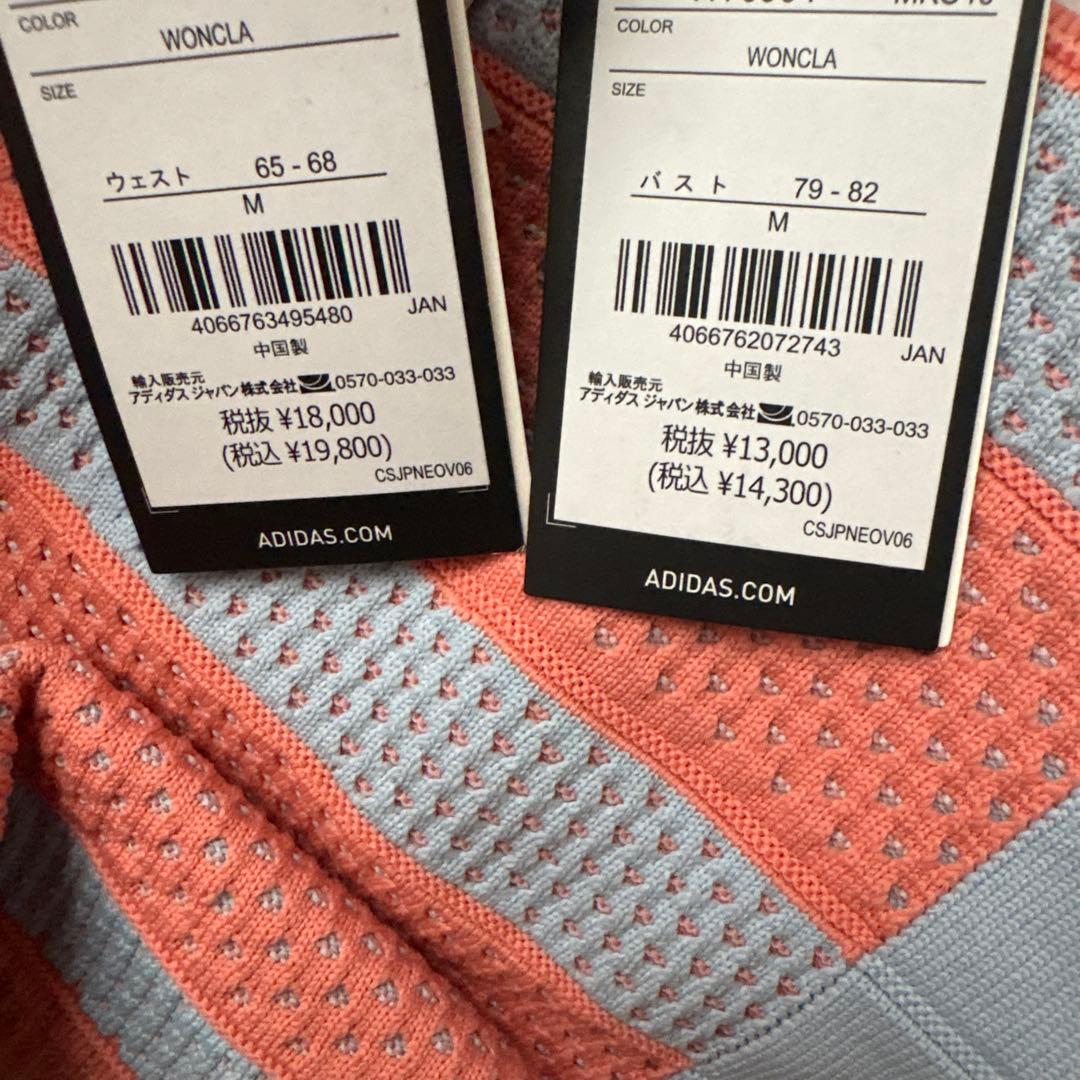 COLOR
WONCLA
SIZE
ウェスト 65 - 68
M
4066763495480 JAN
中国製
輸入販売元
アディダス ジャパン株式会社 0570-033-033
税抜 ¥18,000
(税込 ¥19,800)
CSJPNEOV06
ADIDAS.COM
COLOR
WONCLA
SIZE
バスト 79 - 82
M
4066762072743 JAN
中国製
輸入販売元
アディダス ジャパン株式会社 0570-033-033
税抜 ¥13,000
(税込 ¥14,300)
CSJPNEOV06
ADIDAS.COM